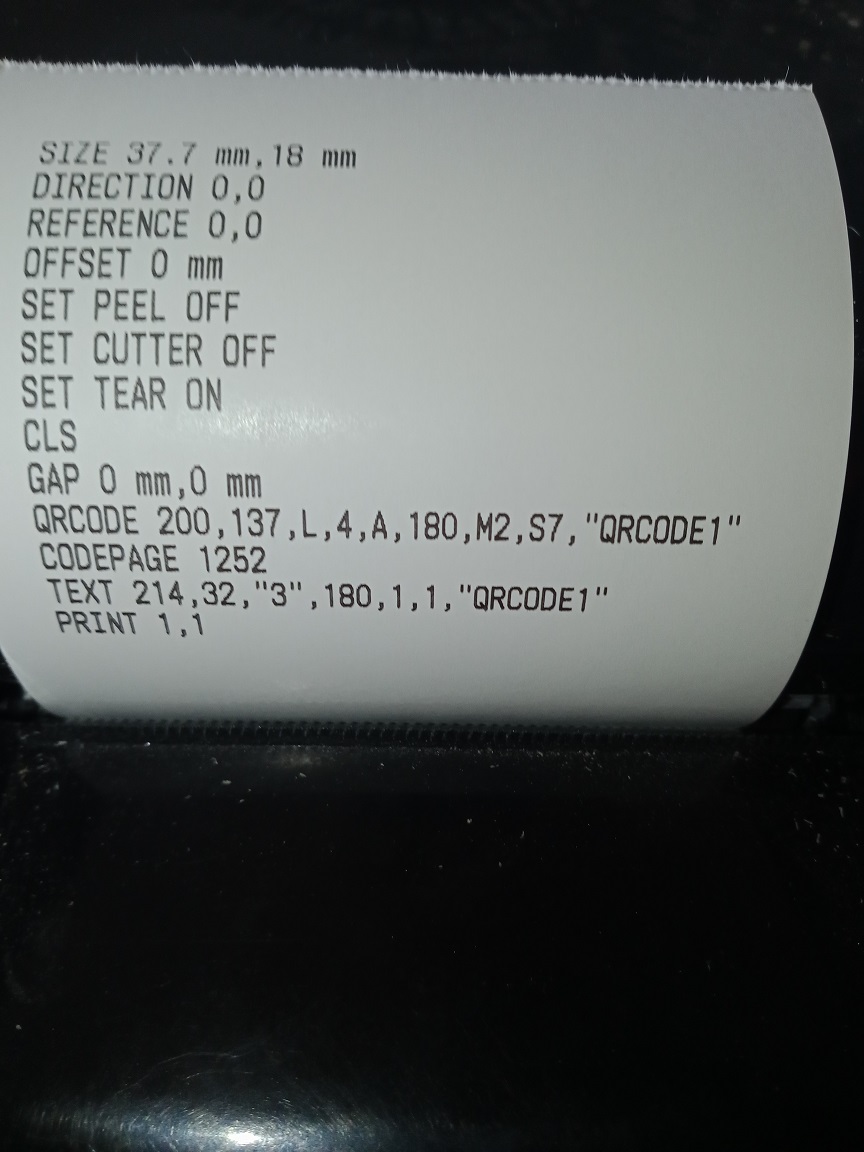 SIZE 37.7 mm,18 mm
DIRECTION 0,0
REFERENCE 0,0
OFFSET 0 mm
SET PEEL OFF
SET CUTTER OFF
SET TEAR ON
CLS
GAP 0 mm,0 mm
QRCODE 200,137,L,4,A,180,M2,S7,"QRCODE1"
CODEPAGE 1252
TEXT 214,32,"3",180,1,1,"QRCODE1"
PRINT 1,1